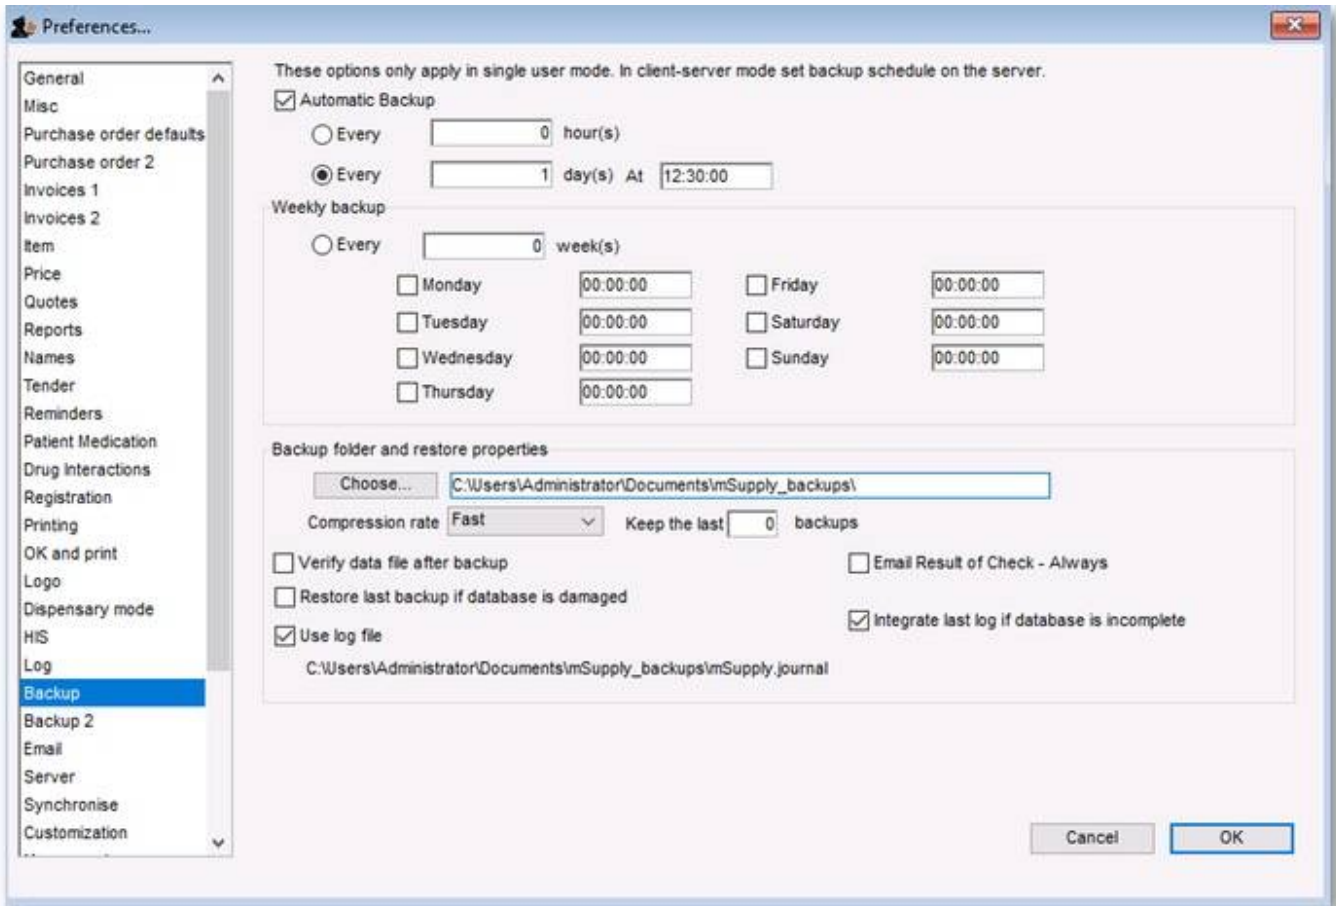 Preferences...
General
Misc
Purchase order defaults
Purchase order 2
Invoices 1
Invoices 2
Item
Price
Quotes
Reports
Names
Tender
Reminders
Patient Medication
Drug Interactions
Registration
Printing
OK and print
Logo
Dispensary mode
HIS
Log
Backup
Backup 2
Email
Server
Synchronise
Customization
These options only apply in single user mode. In client-server mode set backup schedule on the server.
Automatic Backup
Every 0 hour(s)
Every 1 day(s) At 12:30:00
Weekly backup
Every 0 week(s)
Monday 00:00:00 Friday 00:00:00
Tuesday 00:00:00 Saturday 00:00:00
Wednesday 00:00:00 Sunday 00:00:00
Thursday 00:00:00
Backup folder and restore properties
Choose... C:\Users\Administrator\Documents\mSupply_backups\
Compression rate Fast Keep the last 0 backups
Verify data file after backup Email Result of Check - Always
Restore last backup if database is damaged
Integrate last log if database is incomplete
Use log file
C:\Users\Administrator\Documents\mSupply_backups\mSupply.journal
Cancel OK